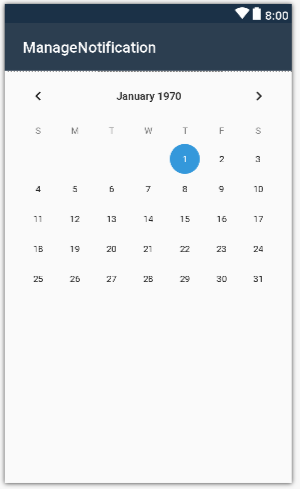 8:00
ManageNotification
January 1970
S M T W T F S
1 2 3
4 5 6 7 8 9 10
11 12 13 14 15 16 17
18 19 20 21 22 23 24
25 26 27 28 29 30 31